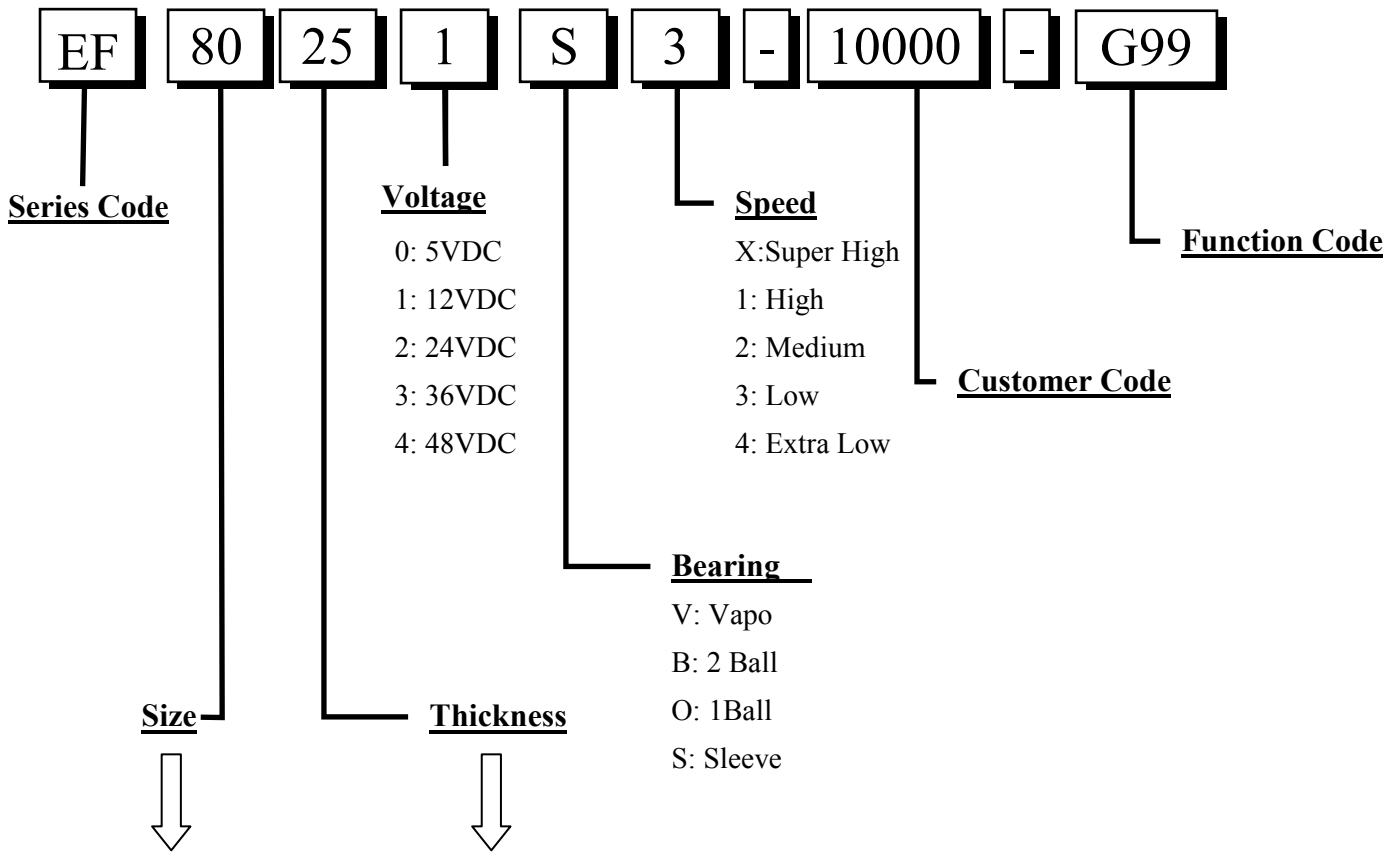 EF 80 25 1 S 3 - 10000 - G99
Series Code
Voltage
0: 5VDC
1: 12VDC
2: 24VDC
3: 36VDC
4: 48VDC
Speed
X:Super High
1: High
2: Medium
3: Low
4: Extra Low
Function Code
Customer Code
Bearing
V: Vapo
B: 2 Ball
O: 1Ball
S: Sleeve
Size
Thickness